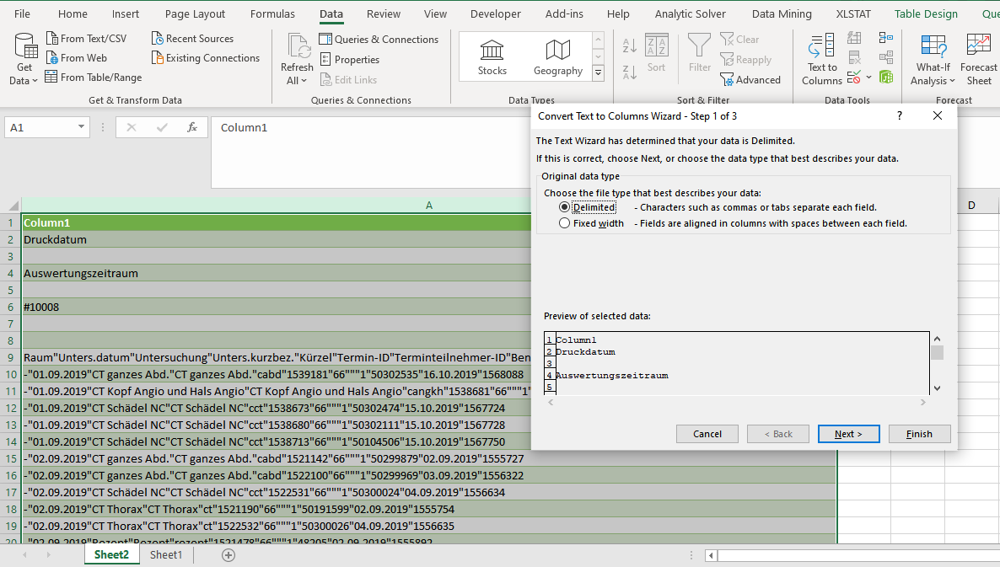 File Home Insert Page Layout Formulas Data Review View Developer Add-ins Help Analytic Solver Data Mining XLSTAT Table Design Que
Get Data
From Text/CSV
From Web
From Table/Range
Recent Sources
Existing Connections
Get & Transform Data
Refresh All
Queries & Connections
Properties
Edit Links
Queries & Connections
Stocks
Geography
Data Types
Z A
A Z
Sort
Filter
Clear
Reapply
Advanced
Sort & Filter
Text to Columns
Data Tools
What-If Analysis
Forecast Sheet
Forecast
A1
fx
Column1
A D
1 Column1
2 Druckdatum
3
4 Auswertungszeitraum
5
6 #10008
7
8
9 Raum"Unters.datum"Untersuchung"Unters.kurzbez."Kürzel"Termin-ID"Terminteilnehmer-ID"Ben
10 -"01.09.2019"CT ganzes Abd."CT ganzes Abd."cabd"1539181"66"""1"50302535"16.10.2019"1568088
11 -"01.09.2019"CT Kopf Angio und Hals Angio"CT Kopf Angio und Hals Angio"cangkh"1538681"66"""1"
12 -"01.09.2019"CT Schädel NC"CT Schädel NC"cct"1538673"66"""1"50302474"15.10.2019"1567724
13 -"01.09.2019"CT Schädel NC"CT Schädel NC"cct"1538680"66"""1"50302111"15.10.2019"1567728
14 -"01.09.2019"CT Schädel NC"CT Schädel NC"cct"1538713"66"""1"50104506"15.10.2019"1567750
15 -"02.09.2019"CT ganzes Abd."CT ganzes Abd."cabd"1521142"66"""1"50299879"02.09.2019"1555727
16 -"02.09.2019"CT ganzes Abd."CT ganzes Abd."cabd"1522100"66"""1"50299969"03.09.2019"1556322
17 -"02.09.2019"CT Schädel NC"CT Schädel NC"cct"1522531"66"""1"50300024"04.09.2019"1556634
18 -"02.09.2019"CT Thorax"CT Thorax"ct"1521190"66"""1"50191599"02.09.2019"1555754
19 -"02.09.2019"CT Thorax"CT Thorax"ct"1522532"66"""1"50300026"04.09.2019"1556635
20 -"02.09.2019"Rozept"Rezept"rezept"1521478"66"""1"48205"02.09.2019"1555892
Convert Text to Columns Wizard - Step 1 of 3
?
The Text Wizard has determined that your data is Delimited.
If this is correct, choose Next, or choose the data type that best describes your data.
Original data type
Choose the file type that best describes your data:
Delimited - Characters such as commas or tabs separate each field.
Fixed width - Fields are aligned in columns with spaces between each field.
Preview of selected data:
1 Column1
2 Druckdatum
3
4 Auswertungszeitraum
5
Cancel < Back Next > Finish
Sheet2 Sheet1